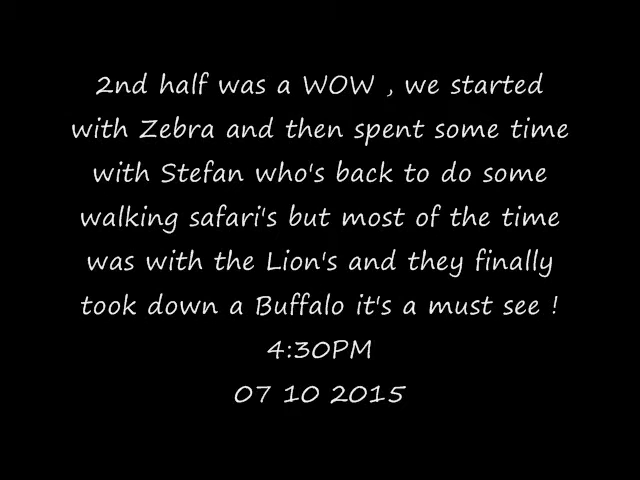 2nd half was a WOW , we started
with Zebra and then spent some time
with Stefan who's back to do some
walking safari's but most of the time
was with the Lion's and they finally
took down a Buffalo it's a must see !
4:30PM
07 10 2015